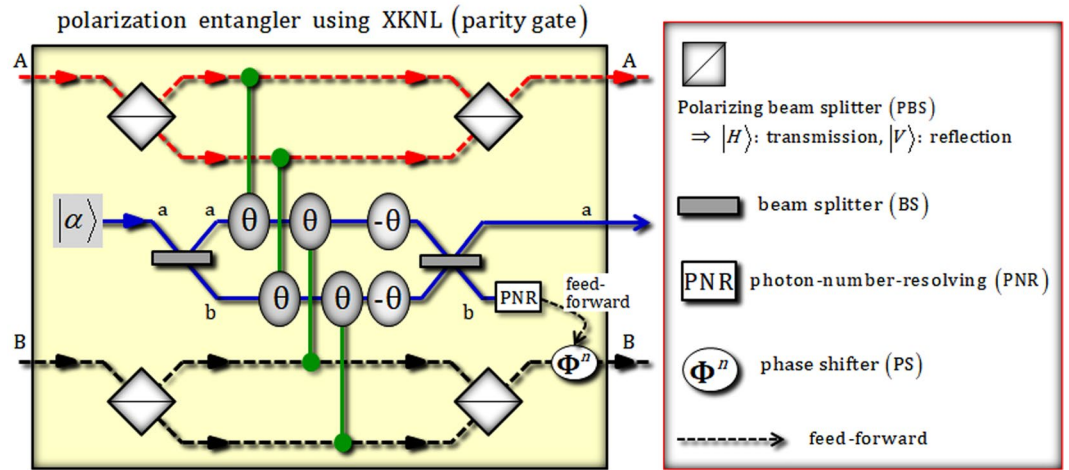 polarization entangler using XKNL (parity gate)
A
A
|α⟩
a
a
θ
θ
-θ
a
b
θ
θ
-θ
b
PNR
feed-
forward
B
Φⁿ
B
Polarizing beam splitter (PBS)
⇒ |H⟩: transmission, |V⟩: reflection
beam splitter (BS)
PNR photon-number-resolving (PNR)
Φⁿ phase shifter (PS)
feed-forward